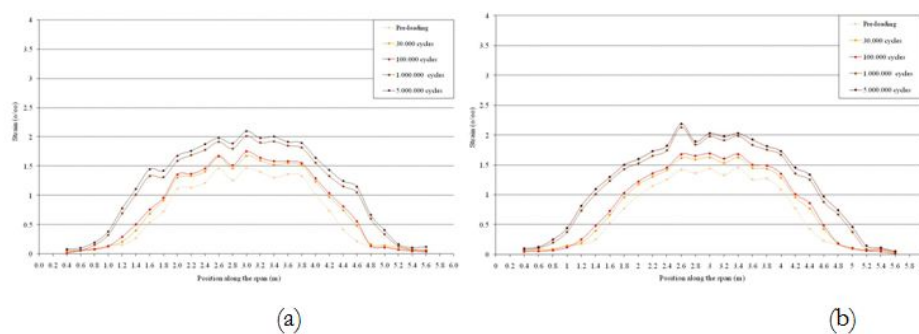 4
3.5
3
2.5
2
1.5
1
0.5
0
Strain (o/oo)
0.0 0.2 0.4 0.6 0.8 1.0 1.2 1.4 1.6 1.8 2.0 2.2 2.4 2.6 2.8 3.0 3.2 3.4 3.6 3.8 4.0 4.2 4.4 4.6 4.8 5.0 5.2 5.4 5.6 5.8 6.0
Position along the span (m)
Pre-loading
30.000 cycles
100.000 cycles
1.000.000 cycles
5.000.000 cycles
(a)
4
3.5
3
2.5
2
1.5
1
0.5
0
Strain (o/oo)
0 0.2 0.4 0.6 0.8 1 1.2 1.4 1.6 1.8 2 2.2 2.4 2.6 2.8 3 3.2 3.4 3.6 3.8 4 4.2 4.4 4.6 4.8 5 5.2 5.4 5.6 5.8
Position along the span (m)
Pre-loading
30.000 cycles
100.000 cycles
1.000.000 cycles
5.000.000 cycles
(b)